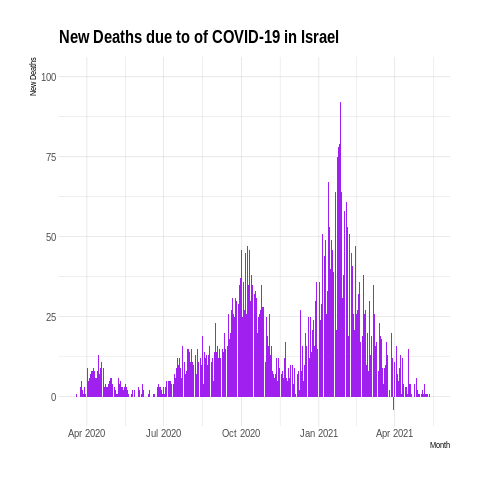 New Deaths due to of COVID-19 in Israel
New Deaths
100
75
50
25
0
Apr 2020 Jul 2020 Oct 2020 Jan 2021 Apr 2021
Month